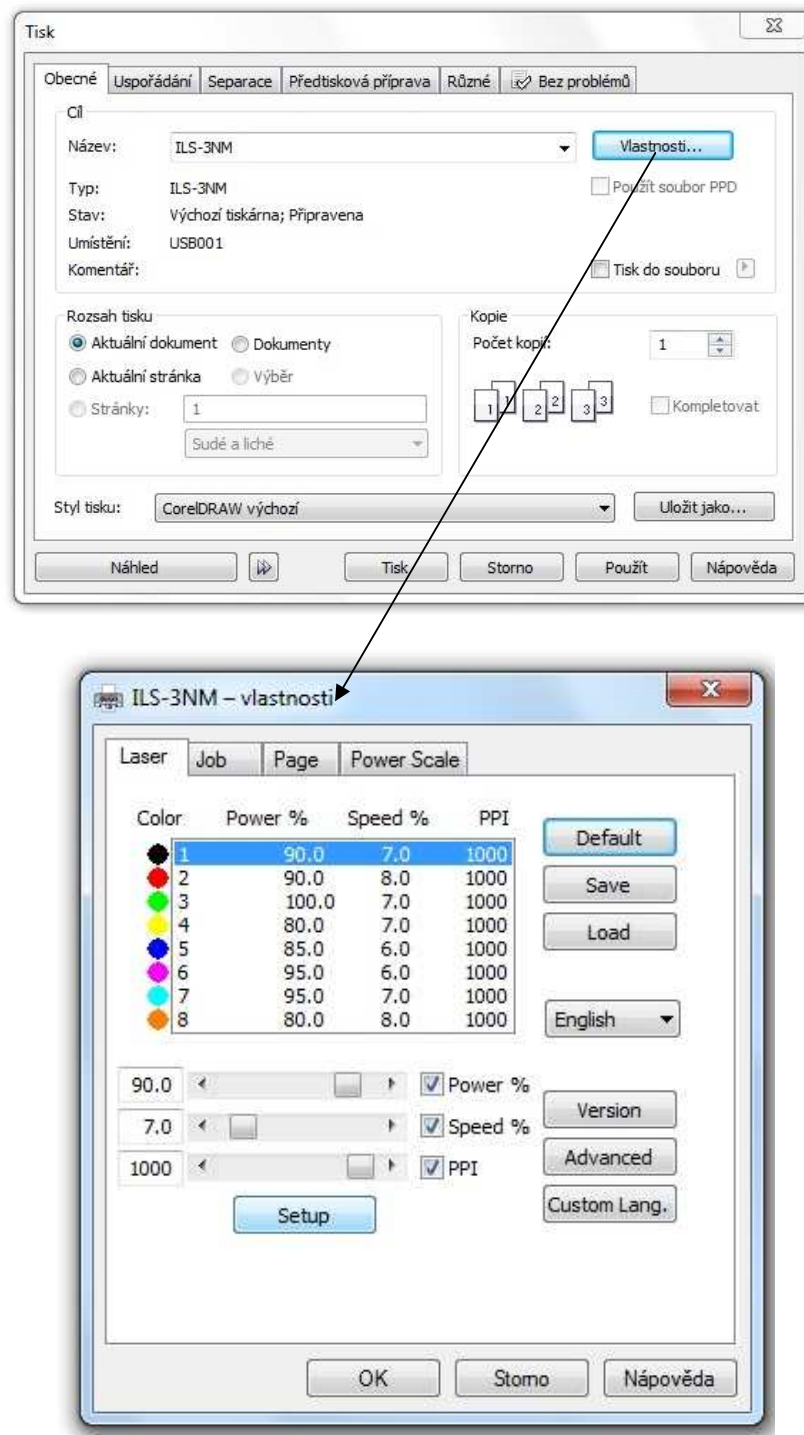 Tisk
Obecné Uspořádání Separace Předtisková příprava Různé Bez problémů
Cíl
Název: ILS-3NM Vlastnosti...
Typ: ILS-3NM Použít soubor PPD
Stav: Výchozí tiskárna; Připravena
Umístění: USB001
Komentář: Tisk do souboru
Rozsah tisku Kopie
Aktuální dokument Dokumenty Počet kopií: 1
Aktuální stránka Výběr
Stránky: 1 1 1 2 2 3 3 Kompletovat
Sudé a liché
Styl tisku: CorelDRAW výchozí Uložit jako...
Náhled Tisk Storno Použít Nápověda
ILS-3NM – vlastnosti
Laser Job Page Power Scale
Color Power % Speed % PPI
Default
1 90.0 7.0 1000
2 90.0 8.0 1000 Save
3 100.0 7.0 1000
4 80.0 7.0 1000 Load
5 85.0 6.0 1000
6 95.0 6.0 1000
7 95.0 7.0 1000
8 80.0 8.0 1000 English
90.0 Power %
Version
7.0 Speed %
1000 PPI Advanced
Setup Custom Lang.
OK Storno Nápověda